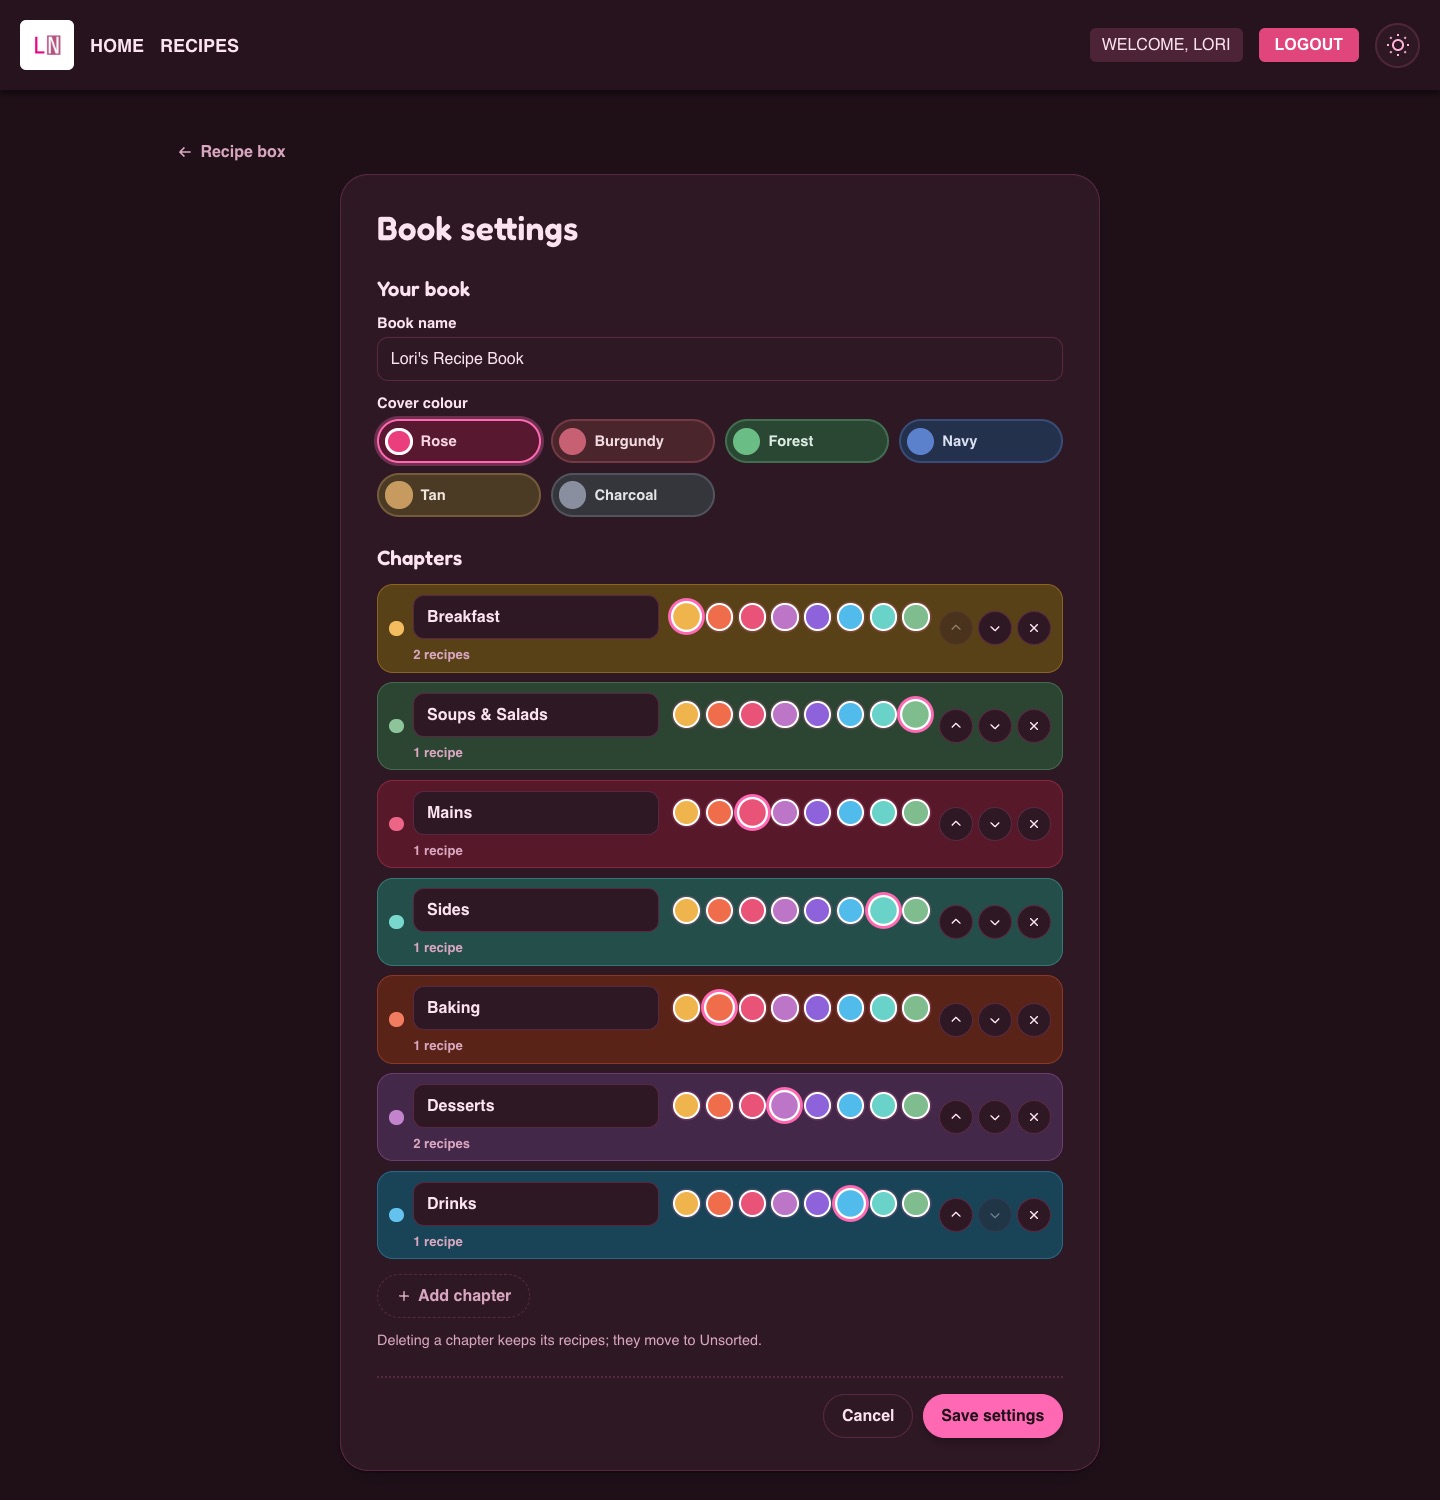 LN HOME RECIPES WELCOME, LORI LOGOUT
Recipe box
Book settings
Your book
Book name
Lori's Recipe Book
Cover colour
Rose Burgundy Forest Navy
Tan Charcoal
Chapters
Breakfast
2 recipes
Soups & Salads
1 recipe
Mains
1 recipe
Sides
1 recipe
Baking
1 recipe
Desserts
2 recipes
Drinks
1 recipe
+ Add chapter
Deleting a chapter keeps its recipes; they move to Unsorted.
Cancel Save settings